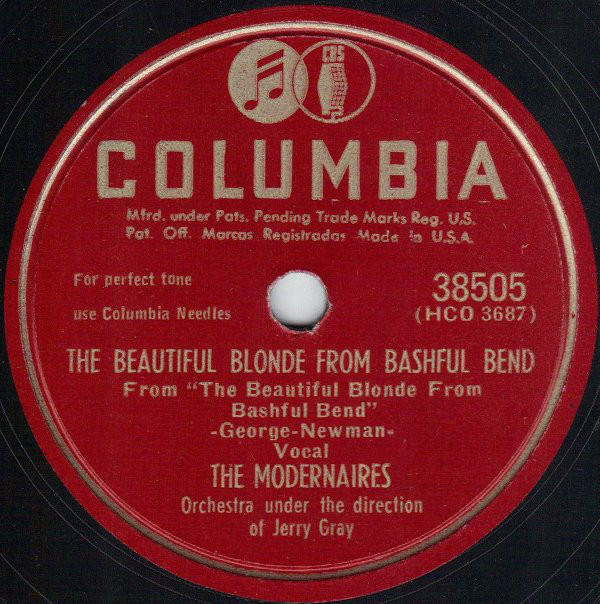 CBS
COLUMBIA
Mfrd. under Pats. Pending Trade Marks Reg. U.S.
Pat. Off. Marcas Registradas Made in U.S.A.
For perfect tone
use Columbia Needles
38505
(HCO 3687)
THE BEAUTIFUL BLONDE FROM BASHFUL BEND
From "The Beautiful Blonde From
Bashful Bend"
-George-Newman-
Vocal
THE MODERNAIRES
Orchestra under the direction
of Jerry Gray